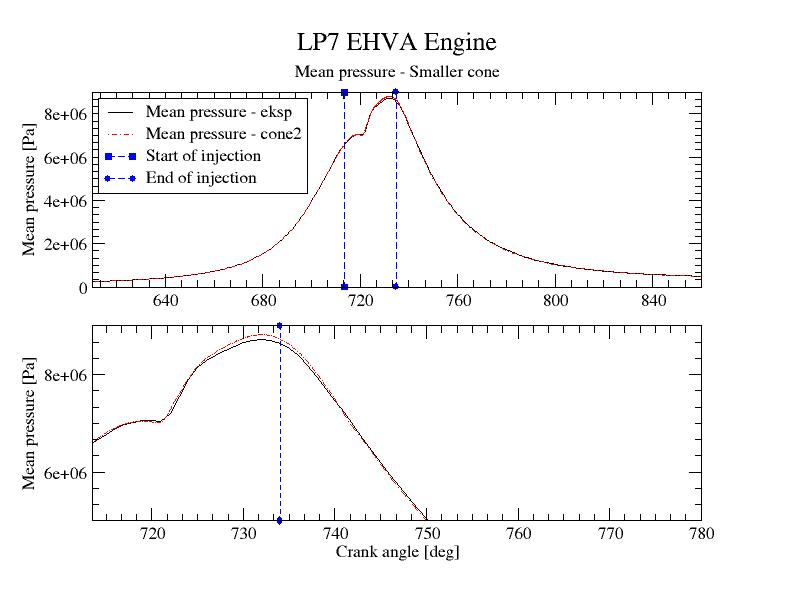 LP7 EHVA Engine
Mean pressure - Smaller cone
Mean pressure [Pa]
8e+06
6e+06
4e+06
2e+06
0
Mean pressure - eksp
Mean pressure - cone2
Start of injection
End of injection
640 680 720 760 800 840
Mean pressure [Pa]
8e+06
6e+06
720 730 740 750 760 770 780
Crank angle [deg]